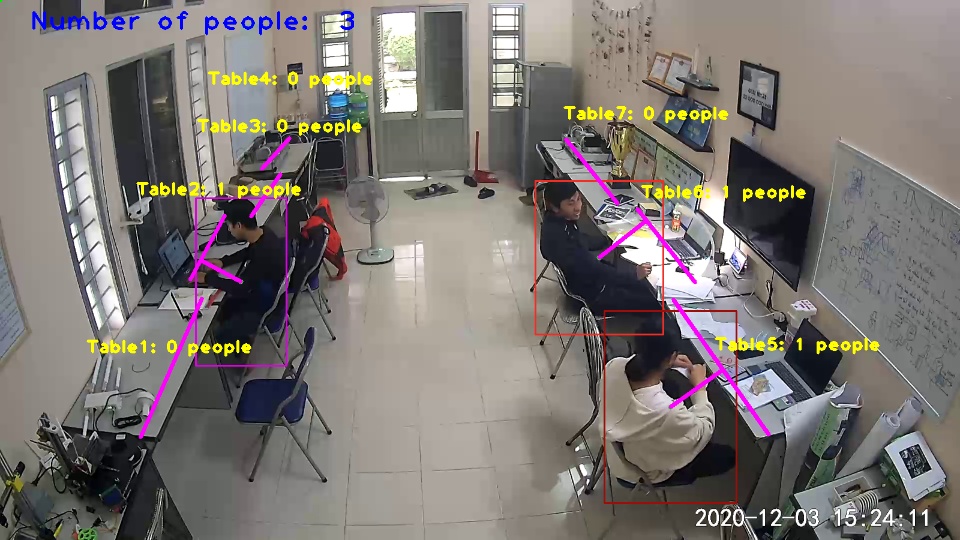 Number of people: 3
Table4: 0 people
Table3: 0 people
Table7: 0 people
Table2: 1 people
Table6: 1 people
Table1: 0 people
Table5: 1 people
2020-12-03 15:24:11